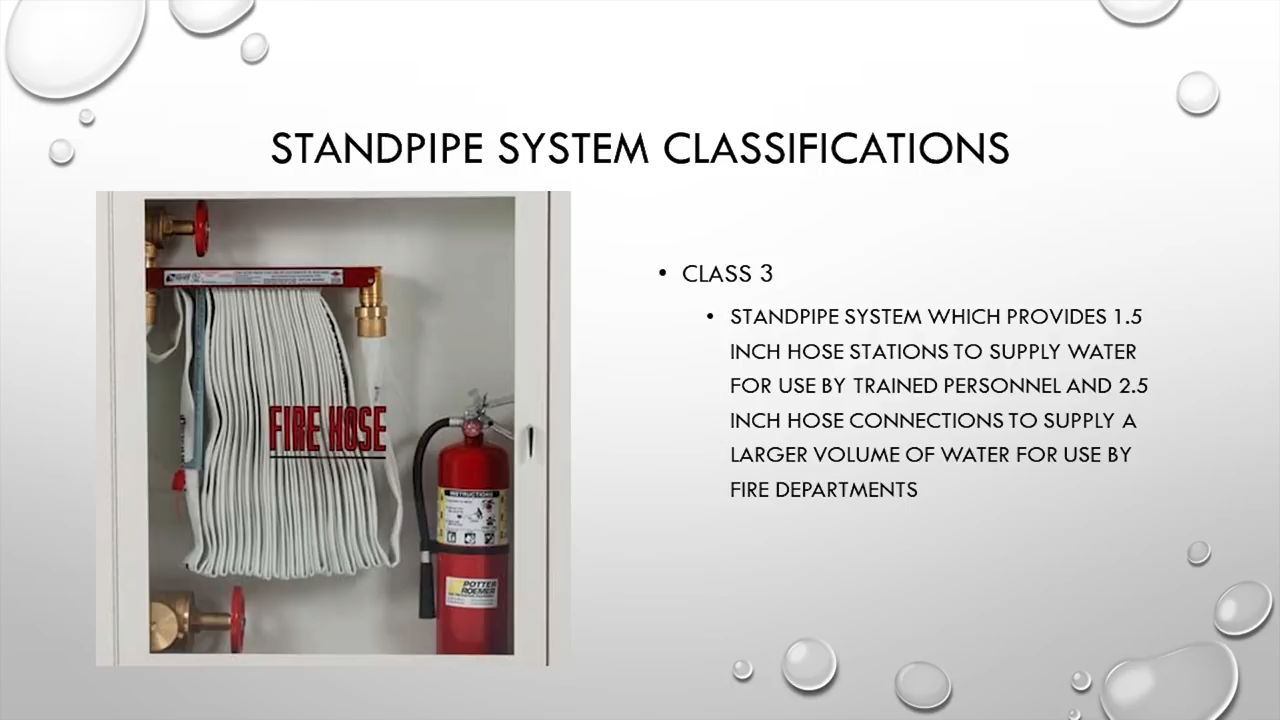 STANDPIPE SYSTEM CLASSIFICATIONS
• CLASS 3
• STANDPIPE SYSTEM WHICH PROVIDES 1.5
INCH HOSE STATIONS TO SUPPLY WATER
FOR USE BY TRAINED PERSONNEL AND 2.5
INCH HOSE CONNECTIONS TO SUPPLY A
LARGER VOLUME OF WATER FOR USE BY
FIRE DEPARTMENTS
FIRE HOSE
INSTRUCTIONS
POTTER
ROEMER